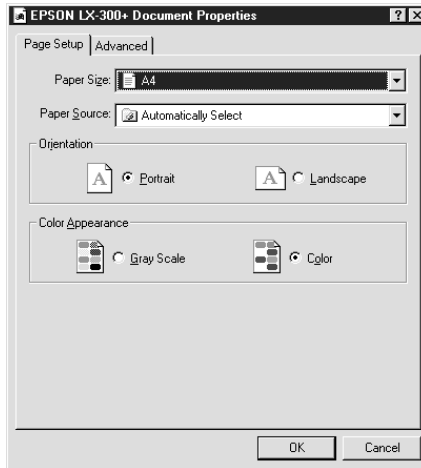 EPSON LX-300+ Document Properties ? X
Page Setup Advanced
Paper Size: A4
Paper Source: Automatically Select
Orientation
A Portrait A Landscape
Color Appearance
Gray Scale Color
OK Cancel